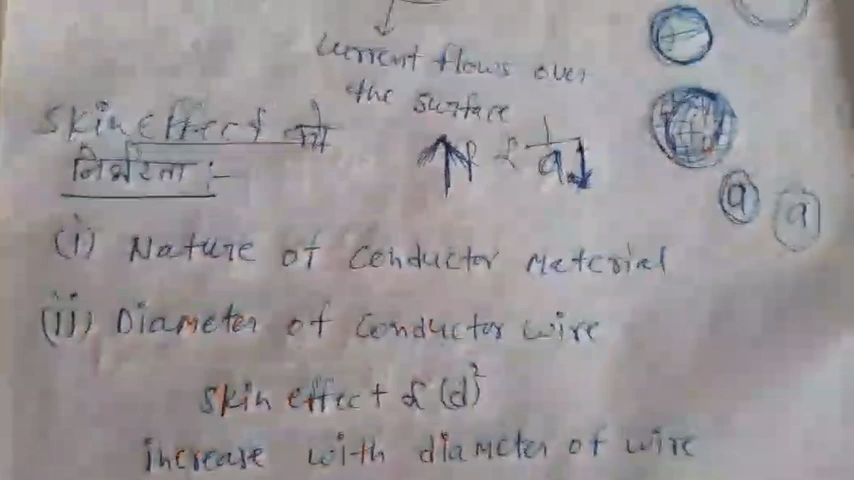 current flows over
the surface
Skin effect की
निर्भरता :-
↑R ∝ 1/a↓
a a
(i) Nature of conductor material
(ii) Diameter of conductor wire
skin effect ∝ (d)²
increase with diameter of wire